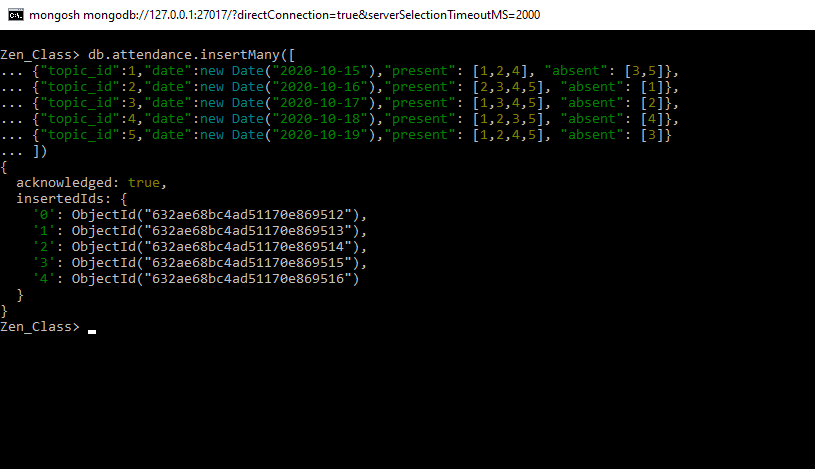 mongosh mongodb://127.0.0.1:27017/?directConnection=true&serverSelectionTimeoutMS=2000
Zen_Class> db.attendance.insertMany([
... {"topic_id":1,"date":new Date("2020-10-15"),"present": [1,2,4], "absent": [3,5]},
... {"topic_id":2,"date":new Date("2020-10-16"),"present": [2,3,4,5], "absent": [1]},
... {"topic_id":3,"date":new Date("2020-10-17"),"present": [1,3,4,5], "absent": [2]},
... {"topic_id":4,"date":new Date("2020-10-18"),"present": [1,2,3,5], "absent": [4]},
... {"topic_id":5,"date":new Date("2020-10-19"),"present": [1,2,4,5], "absent": [3]}
... ])
{
  acknowledged: true,
  insertedIds: {
    '0': ObjectId("632ae68bc4ad51170e869512"),
    '1': ObjectId("632ae68bc4ad51170e869513"),
    '2': ObjectId("632ae68bc4ad51170e869514"),
    '3': ObjectId("632ae68bc4ad51170e869515"),
    '4': ObjectId("632ae68bc4ad51170e869516")
  }
}
Zen_Class>